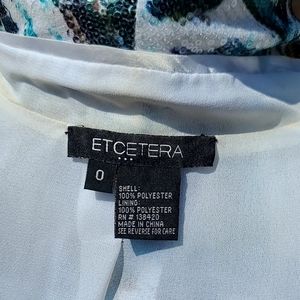 ETCETERA
0
SHELL:
100% POLYESTER
LINING:
100% POLYESTER
RN # 138420
MADE IN CHINA
SEE REVERSE FOR CARE